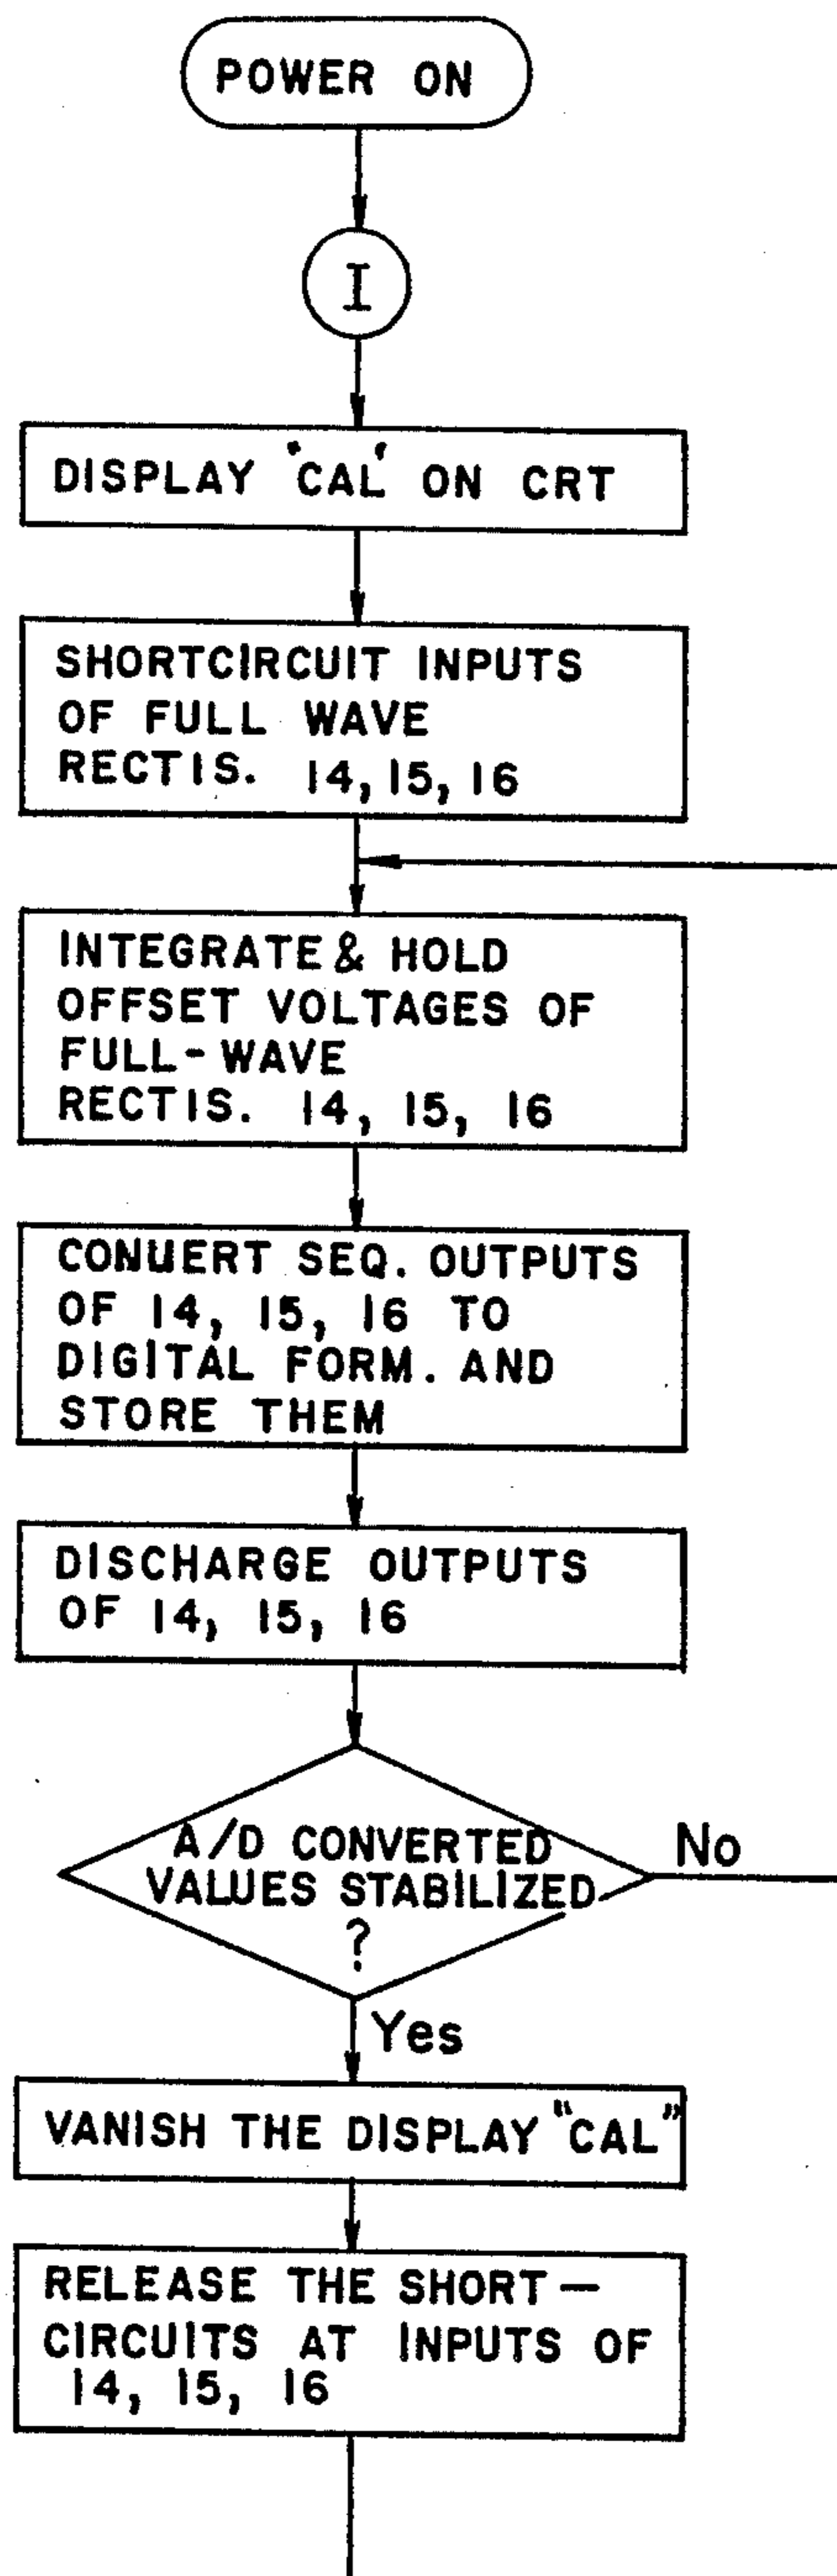 POWER ON
I
DISPLAY "CAL" ON CRT
SHORTCIRCUIT INPUTS
OF FULL WAVE
RECTIS. 14, 15, 16
INTEGRATE & HOLD
OFFSET VOLTAGES OF
FULL-WAVE
RECTIS. 14, 15, 16
CONUERT SEQ. OUTPUTS
OF 14, 15, 16 TO
DIGITAL FORM. AND
STORE THEM
DISCHARGE OUTPUTS
OF 14, 15, 16
A/D CONVERTED
VALUES STABILIZED
?
No
Yes
VANISH THE DISPLAY "CAL"
RELEASE THE SHORT—
CIRCUITS AT INPUTS OF
14, 15, 16